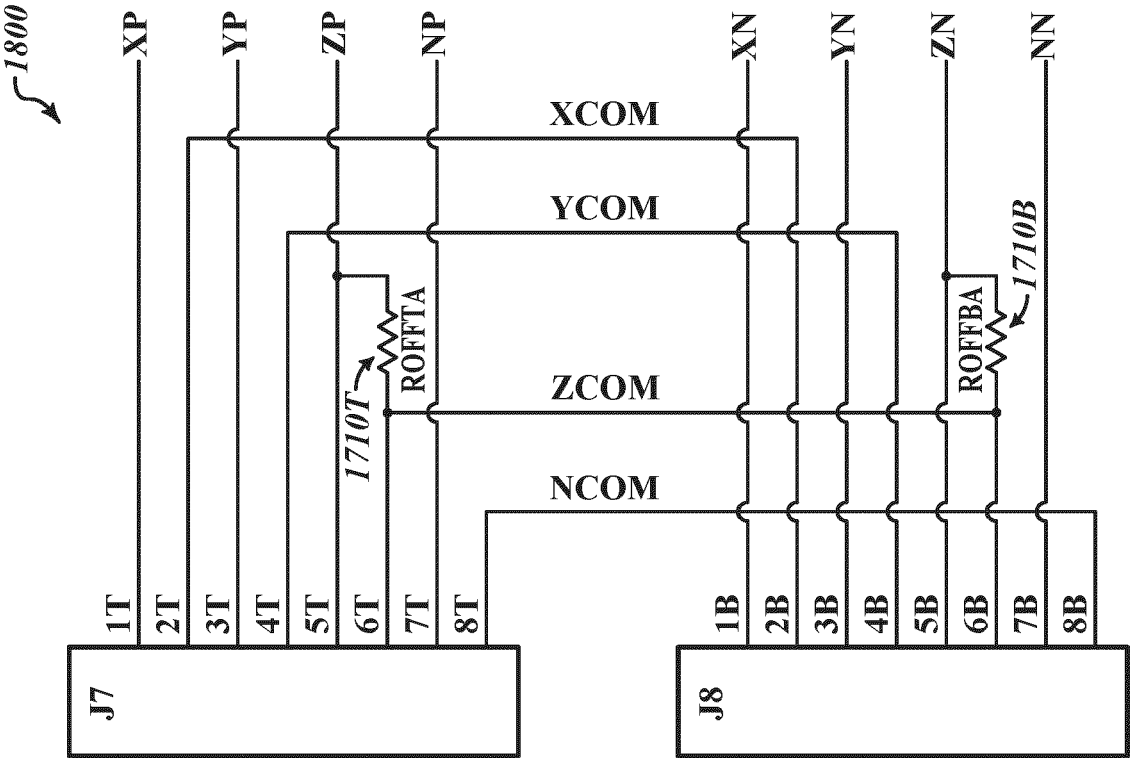 1800
XP
YP
ZP
NP
XN
YN
ZN
NN
XCOM
YCOM
ZCOM
NCOM
1710T
ROFFTA
ROFFBA
1710B
1T
2T
3T
4T
5T
6T
7T
8T
1B
2B
3B
4B
5B
6B
7B
8B
J7
J8